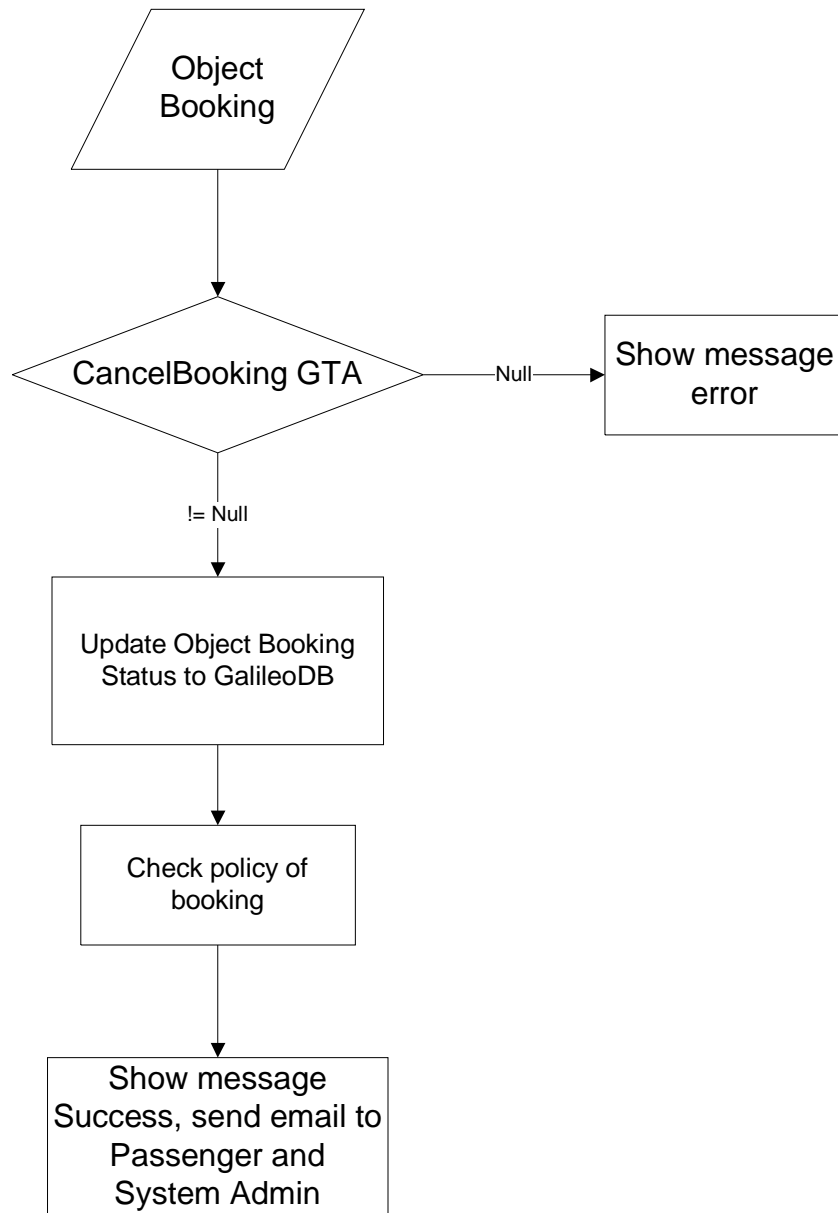 Object
Booking
CancelBooking GTA
Null
Show message
error
!= Null
Update Object Booking
Status to GalileoDB
Check policy of
booking
Show message
Success, send email to
Passenger and
System Admin